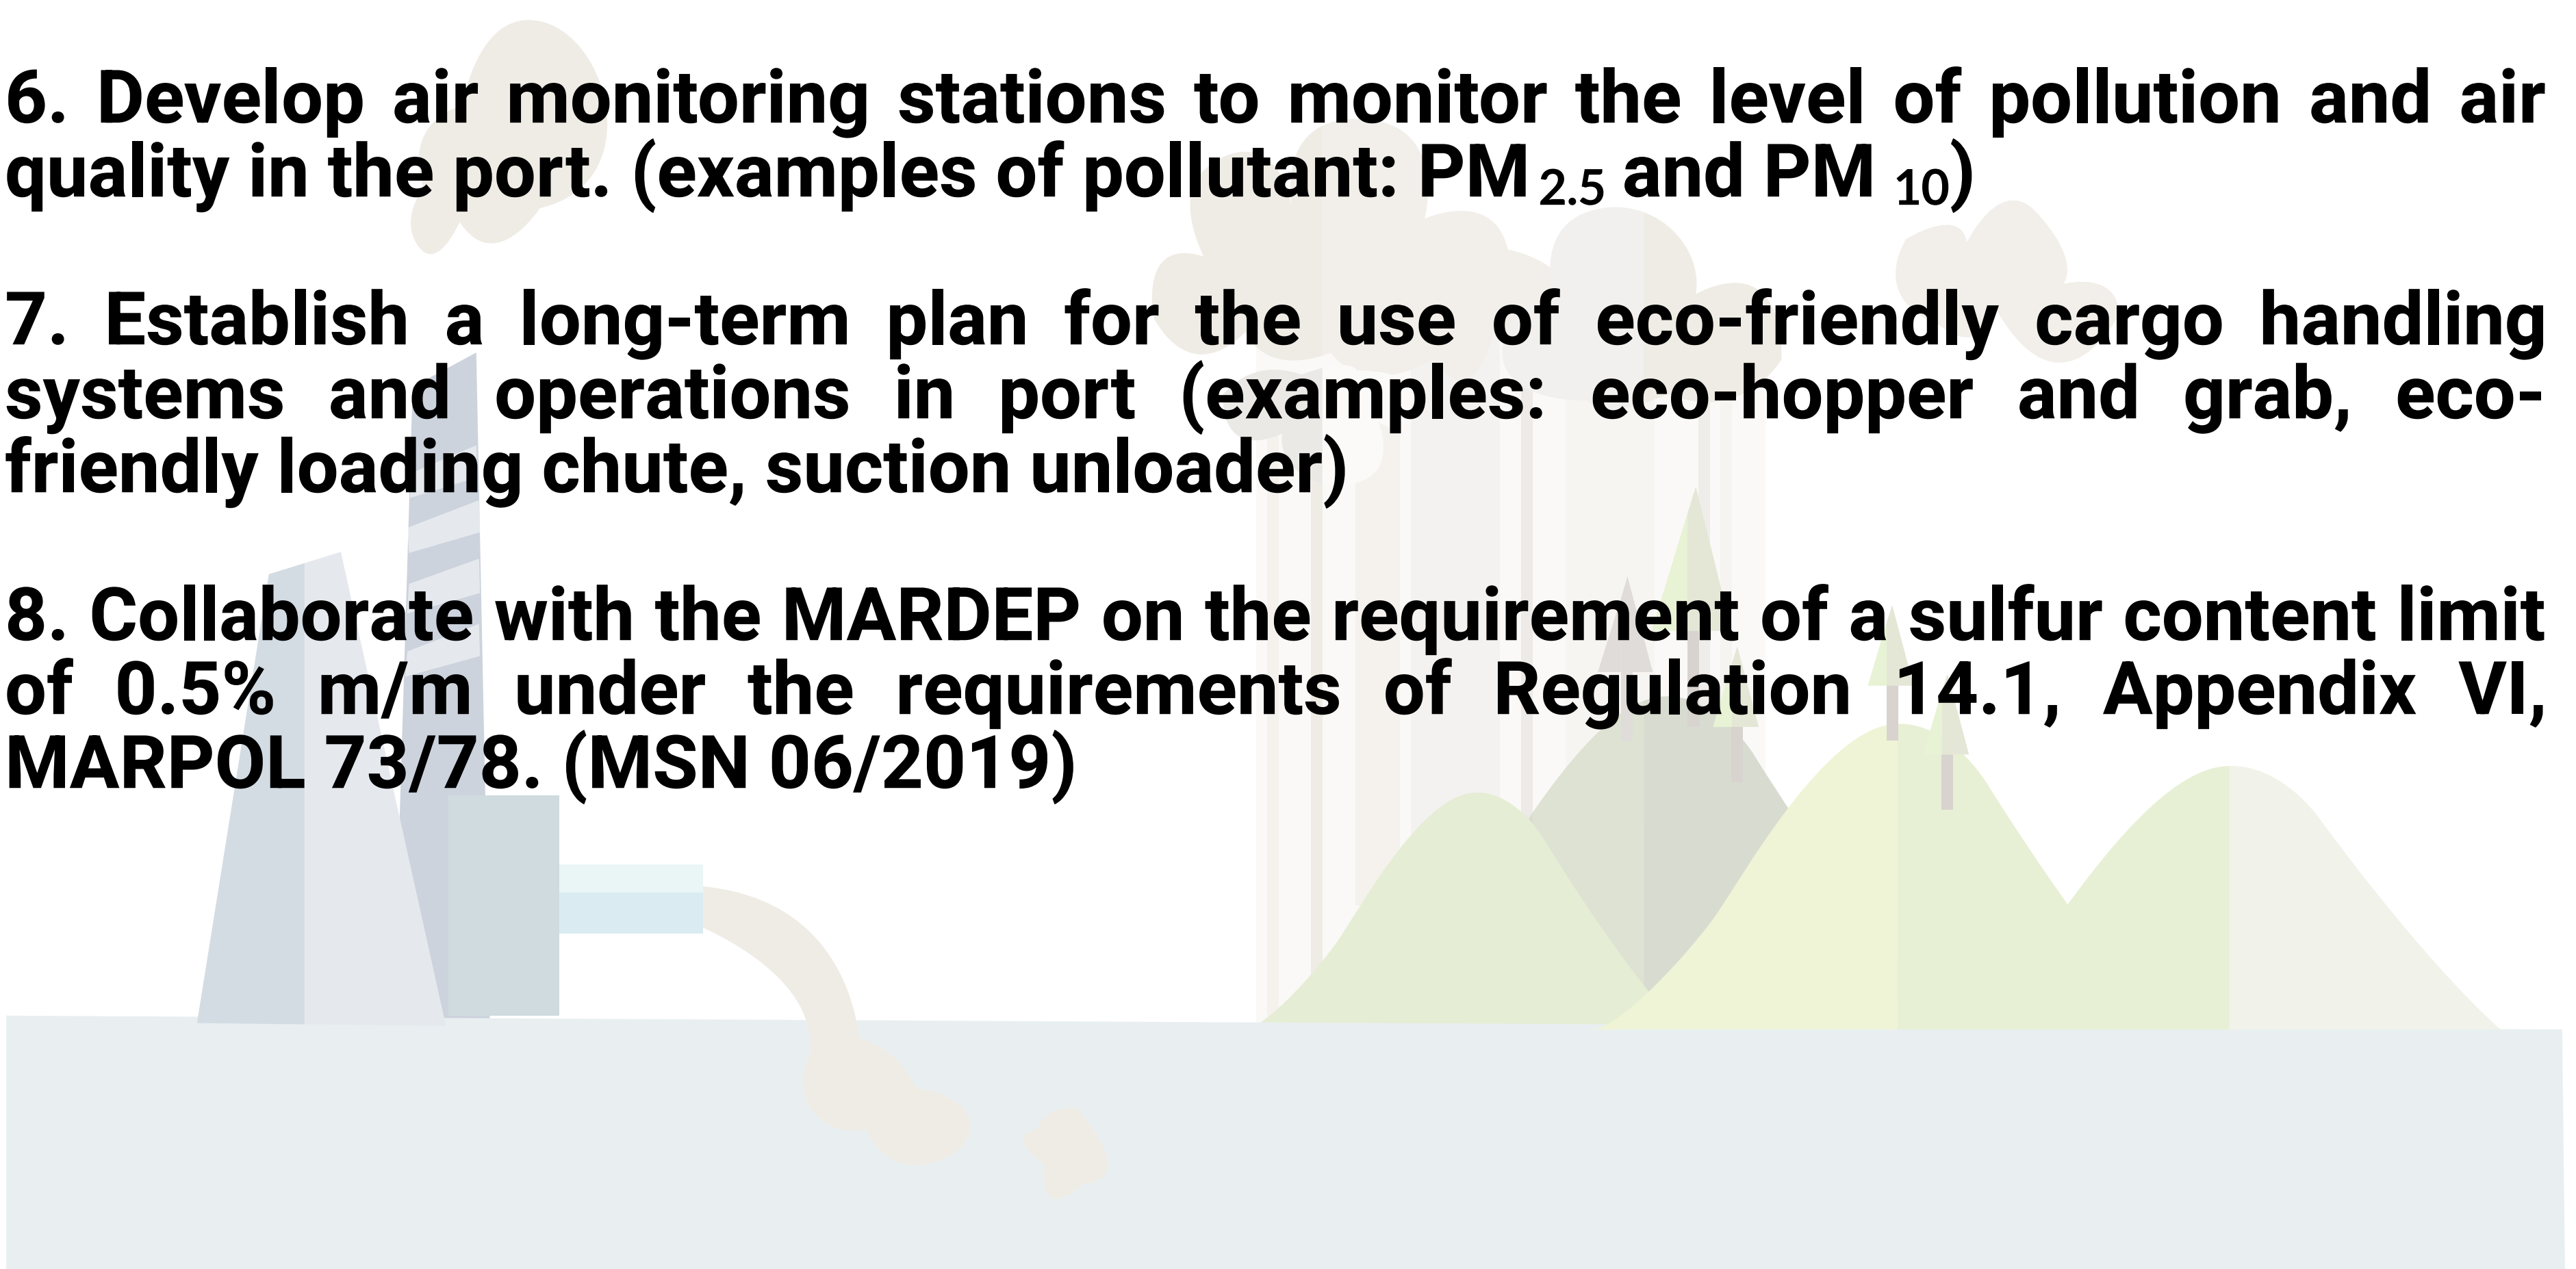 6. Develop air monitoring stations to monitor the level of pollution and air
quality in the port. (examples of pollutant: PM 2.5 and PM 10)
7. Establish a long-term plan for the use of eco-friendly cargo handling
systems and operations in port (examples: eco-hopper and grab, eco-
friendly loading chute, suction unloader)
8. Collaborate with the MARDEP on the requirement of a sulfur content limit
of 0.5% m/m under the requirements of Regulation 14.1, Appendix VI,
MARPOL 73/78. (MSN 06/2019)